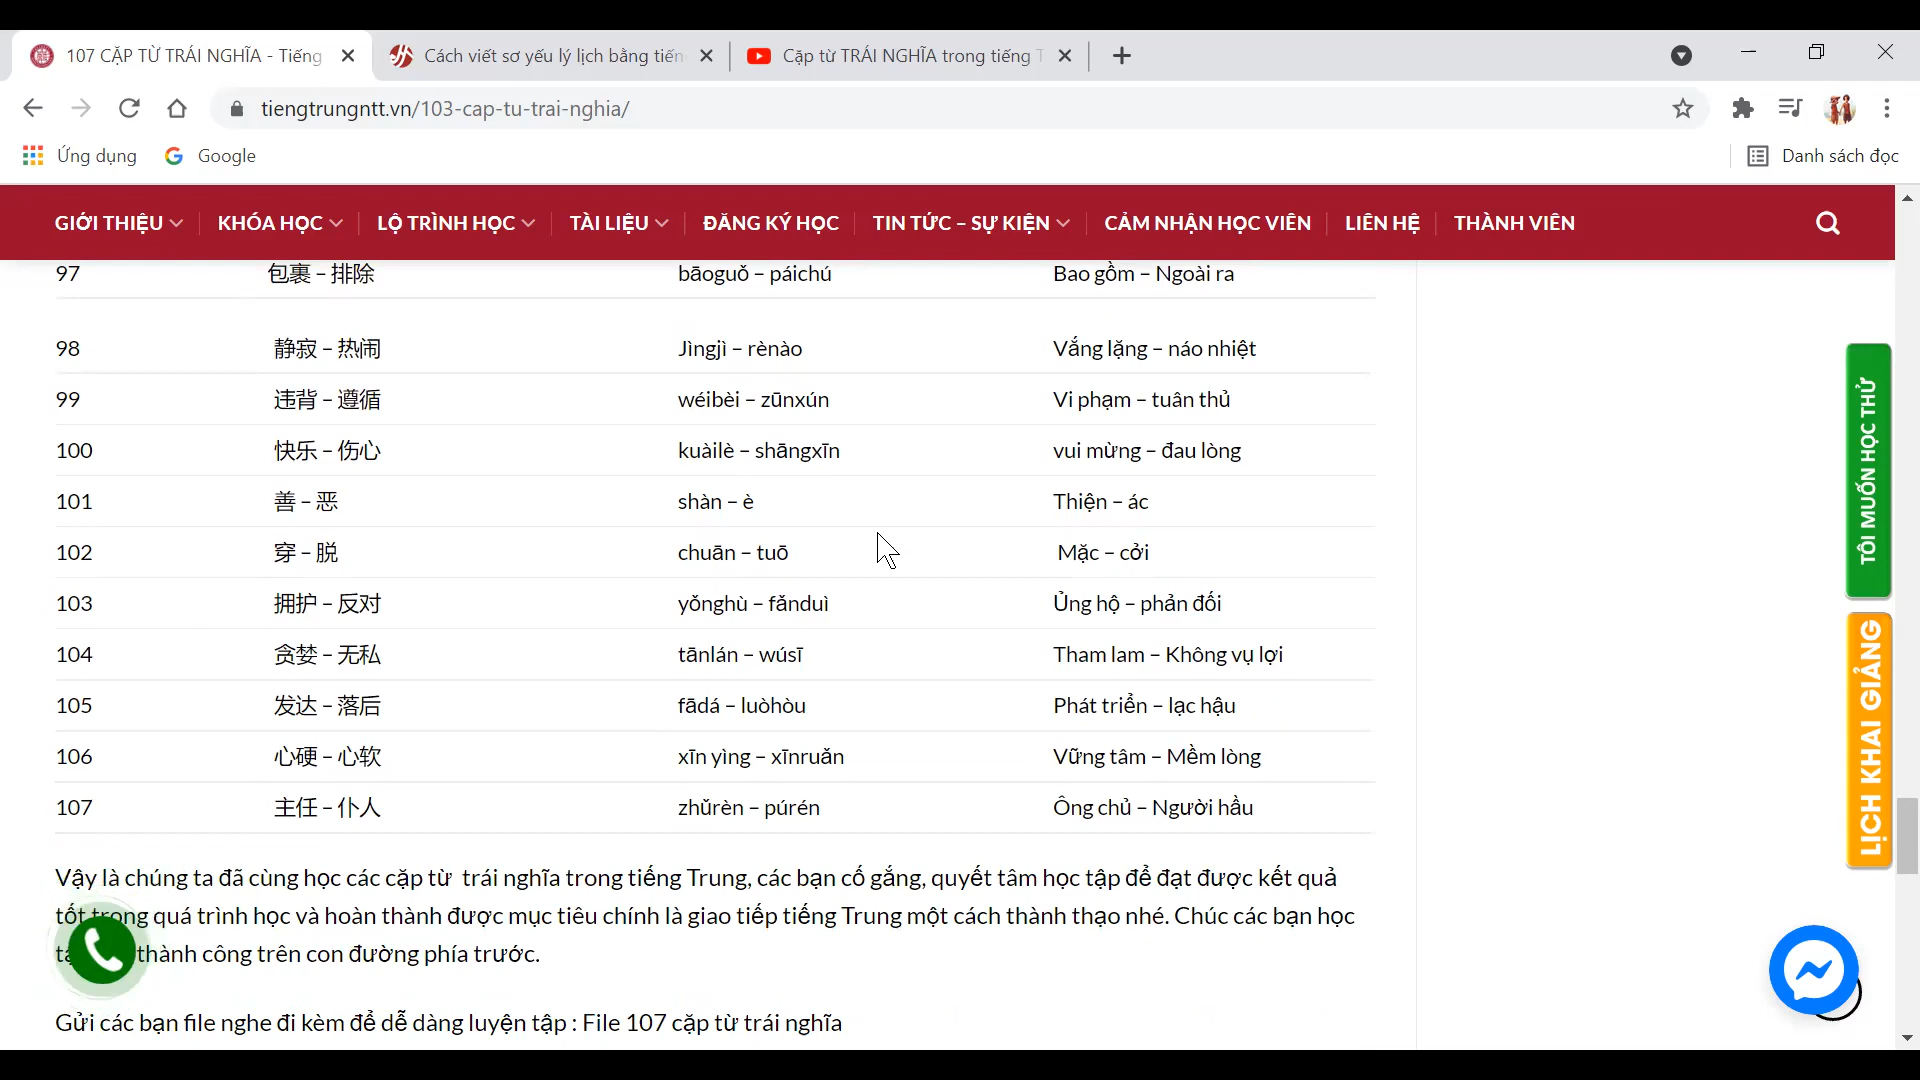 107 CẶP TỪ TRÁI NGHĨA - Tiếng
Cách viết sơ yếu lý lịch bằng tiến
Cặp từ TRÁI NGHĨA trong tiếng T
tiengtrungntt.vn/103-cap-tu-trai-nghia/
Ứng dụng
Google
Danh sách đọc
GIỚI THIỆU
KHÓA HỌC
LỘ TRÌNH HỌC
TÀI LIỆU
ĐĂNG KÝ HỌC
TIN TỨC – SỰ KIỆN
CẢM NHẬN HỌC VIÊN
LIÊN HỆ
THÀNH VIÊN
97 包裹 – 排除 bāoguǒ – páichú Bao gồm – Ngoài ra
98 静寂 – 热闹 Jìngjì – rènào Vắng lặng – náo nhiệt
99 违背 – 遵循 wéibèi – zūnxún Vi phạm – tuân thủ
100 快乐 – 伤心 kuàilè – shāngxīn vui mừng – đau lòng
101 善 – 恶 shàn – è Thiện – ác
102 穿 – 脱 chuān – tuō Mặc – cởi
103 拥护 – 反对 yǒnghù – fǎnduì Ủng hộ – phản đối
104 贪婪 – 无私 tānlán – wúsī Tham lam – Không vụ lợi
105 发达 – 落后 fādá – luòhòu Phát triển – lạc hậu
106 心硬 – 心软 xīn yìng – xīnruǎn Vững tâm – Mềm lòng
107 主任 – 仆人 zhǔrèn – púrén Ông chủ – Người hầu
Vậy là chúng ta đã cùng học các cặp từ trái nghĩa trong tiếng Trung, các bạn cố gắng, quyết tâm học tập để đạt được kết quả
tốt trong quá trình học và hoàn thành được mục tiêu chính là giao tiếp tiếng Trung một cách thành thạo nhé. Chúc các bạn học
thành công trên con đường phía trước.
Gửi các bạn file nghe đi kèm để dễ dàng luyện tập : File 107 cặp từ trái nghĩa
TÔI MUỐN HỌC THỬ
LỊCH KHAI GIẢNG